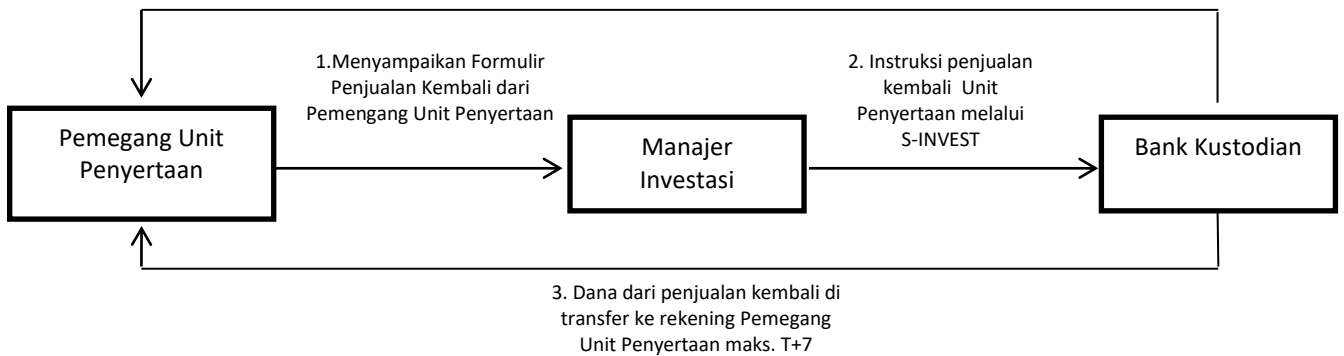 1.Menyampaikan Formulir
Penjualan Kembali dari
Pemengang Unit Penyertaan
2. Instruksi penjualan
kembali  Unit
Penyertaan melalui
S-INVEST
Pemegang Unit
Penyertaan
Manajer
Investasi
Bank Kustodian
3. Dana dari penjualan kembali di
transfer ke rekening Pemegang
Unit Penyertaan maks. T+7